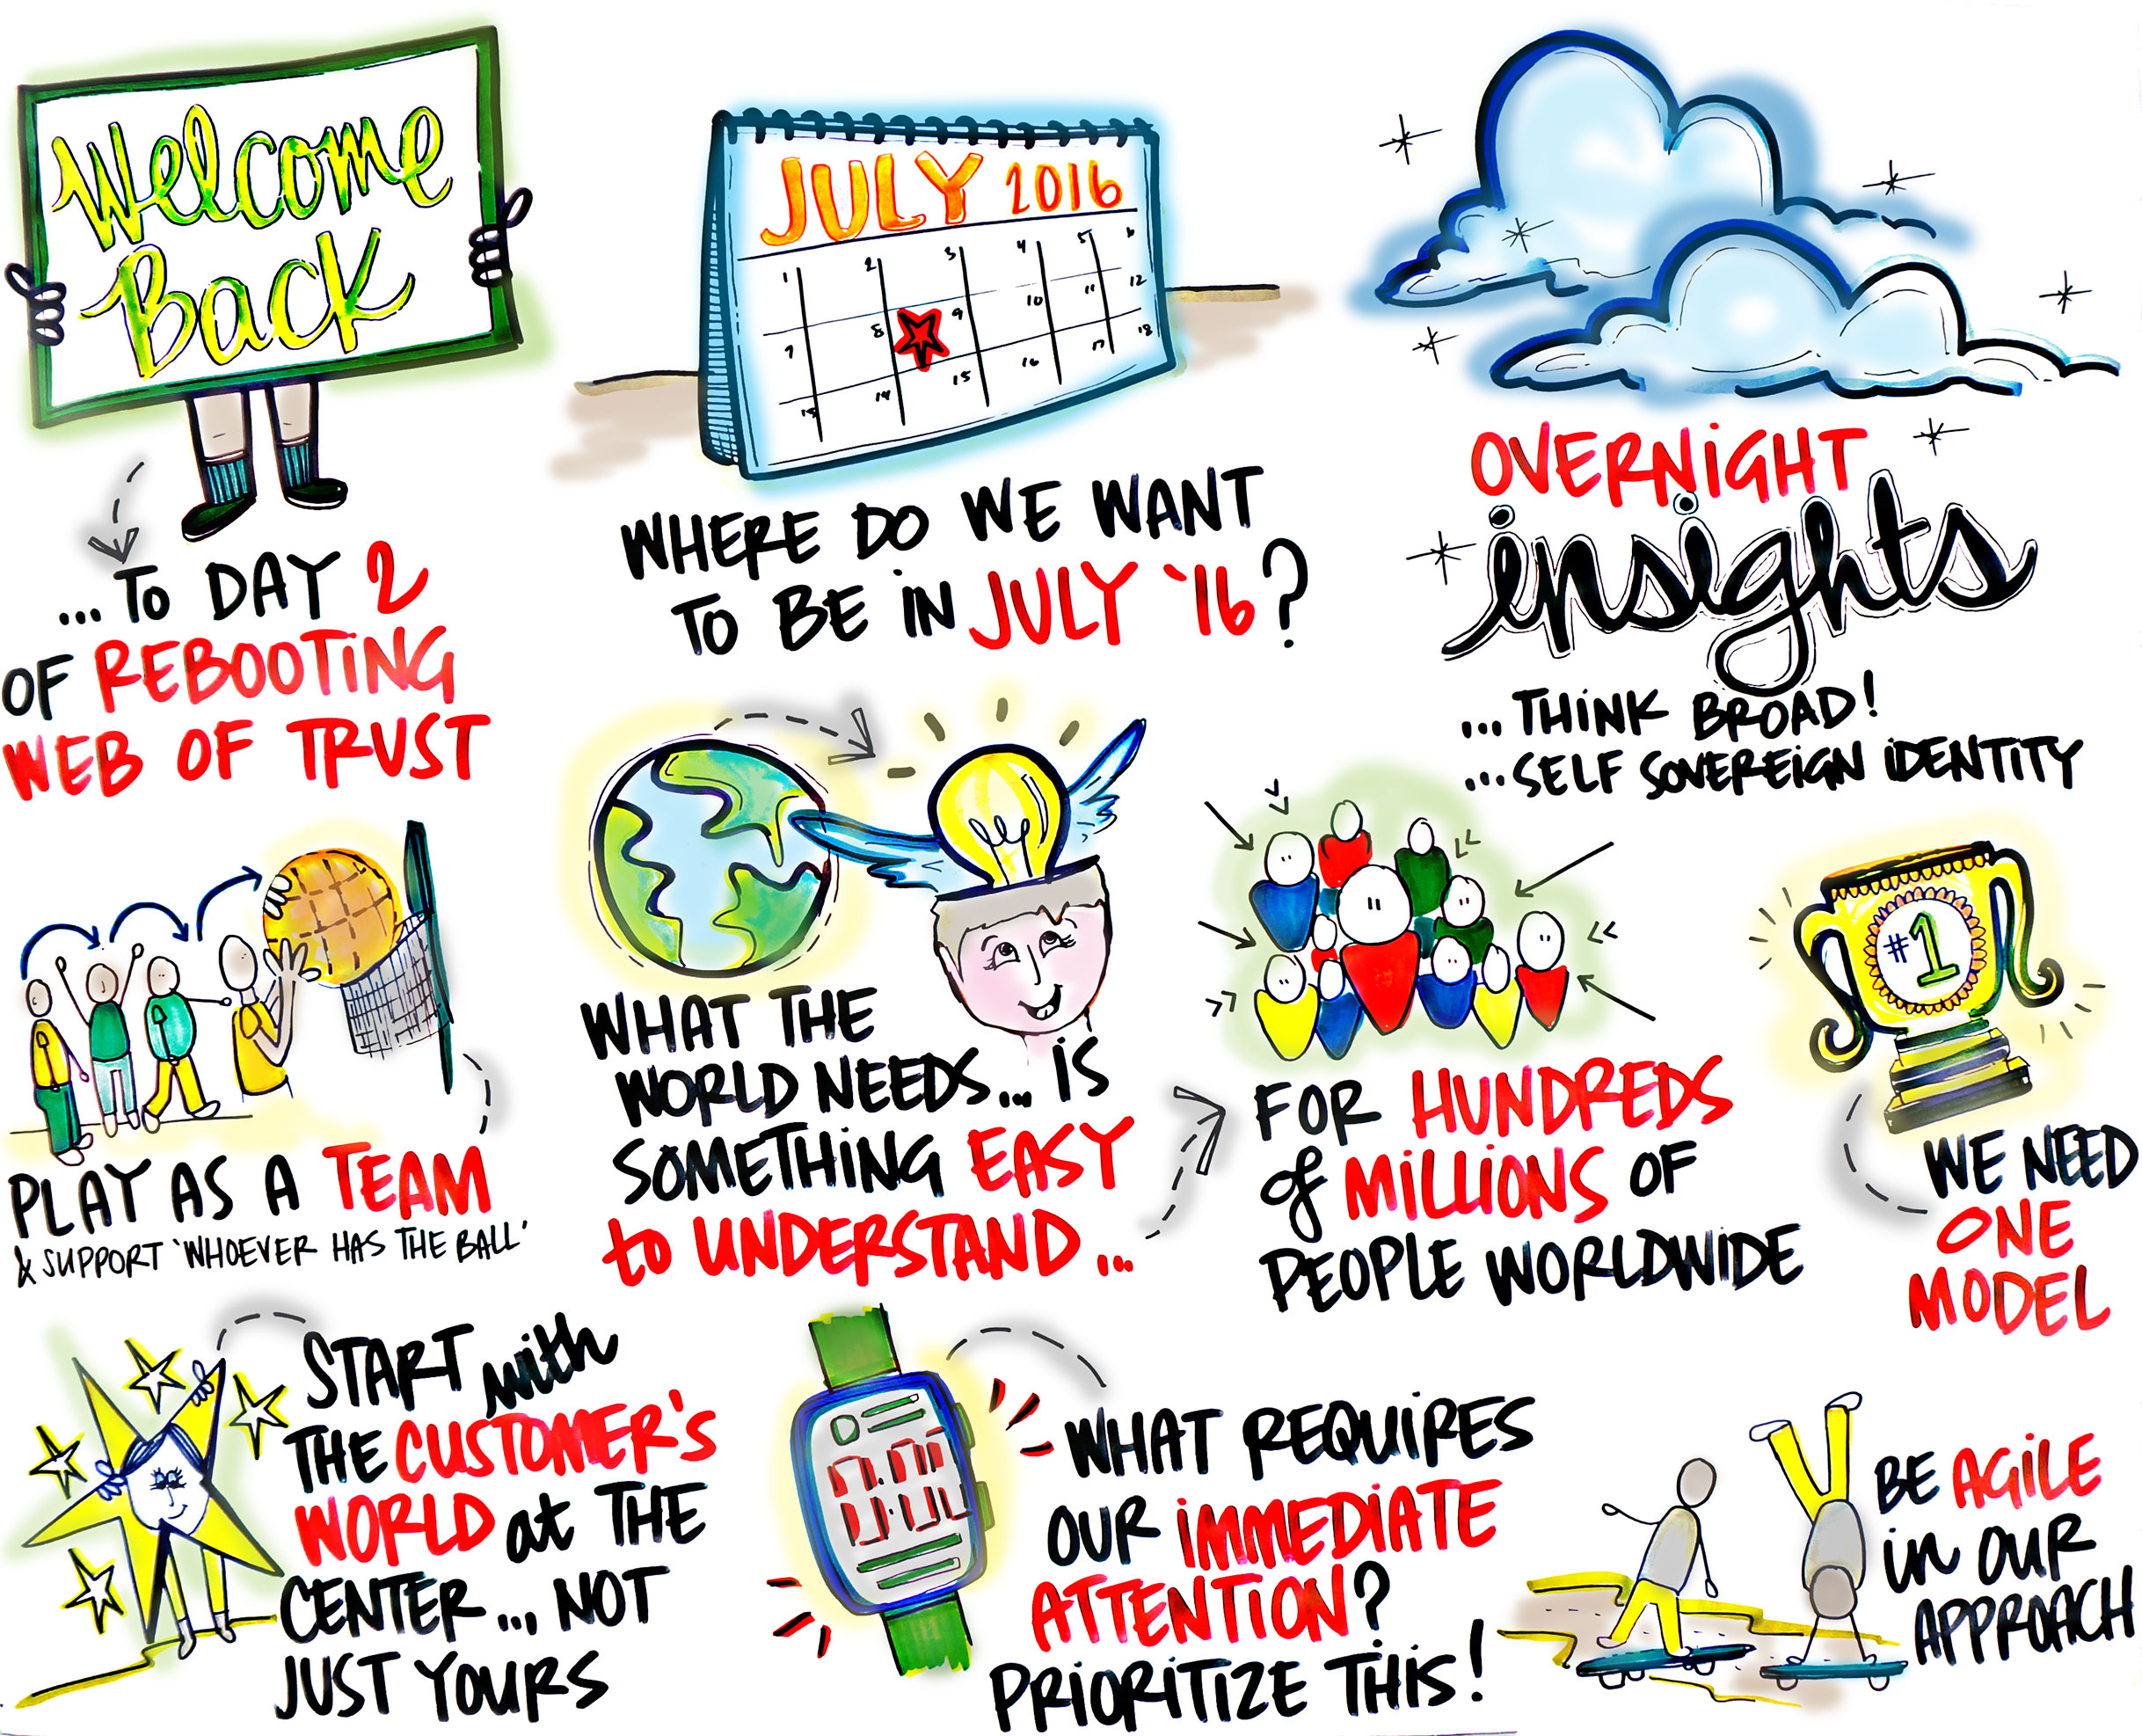 Welcome
Back
...TO DAY 2
OF REBOOTING
WEB OF TRUST
JULY 2016
1 2 3 4 5 6
7 8 9 10 11 12
13 14 15 16 17 18
WHERE DO WE WANT
TO BE IN JULY '16?
OVERNIGHT
insights
...THINK BROAD!
...SELF SOVEREIGN IDENTITY
PLAY AS A TEAM
& SUPPORT 'WHOEVER HAS THE BALL'
WHAT THE
WORLD NEEDS... IS
SOMETHING EASY
to UNDERSTAND...
FOR HUNDREDS
of MILLIONS OF
PEOPLE WORLDWIDE
#1
WE NEED
ONE
MODEL
START with
THE CUSTOMER'S
WORLD at THE
CENTER... NOT
JUST YOURS
WHAT REQUIRES
OUR IMMEDIATE
ATTENTION?
PRIORITIZE THIS!
BE AGILE
in OUR
APPROACH